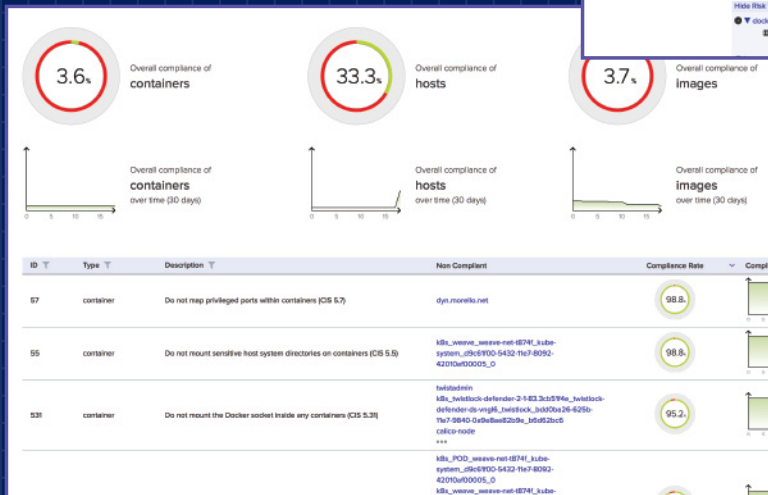 Hide Risk
▼ dock
3.6%
Overall compliance of
containers
33.3%
Overall compliance of
hosts
3.7%
Overall compliance of
images
Overall compliance of
containers
over time (30 days)
0 5 10 15
Overall compliance of
hosts
over time (30 days)
0 5 10 15
Overall compliance of
images
over time (30 days)
0 5 10 15
ID Type Description Non Compliant Compliance Rate Compl
57 container Do not map privileged ports within containers (CIS 5.7) dyn.morello.net 98.8%
55 container Do not mount sensitive host system directories on containers (CIS 5.5) 98.8%
k8s_weave_weave-net-t874f_kube-
system_d9c61f00-5432-11e7-8092-
42010af00005_0
531 container Do not mount the Docker socket inside any containers (CIS 5.31) 95.2%
twistadmin
k8s_twistlock-defender-2-1-83.3cb51f4e_twistlock-
calico-node
•••
k8s_POD_weave-net-t874f_kube-
system_d9c61f00-5432-11e7-8092-
42010af00005_0
k8s_weave_weave-net-t874f_kube-